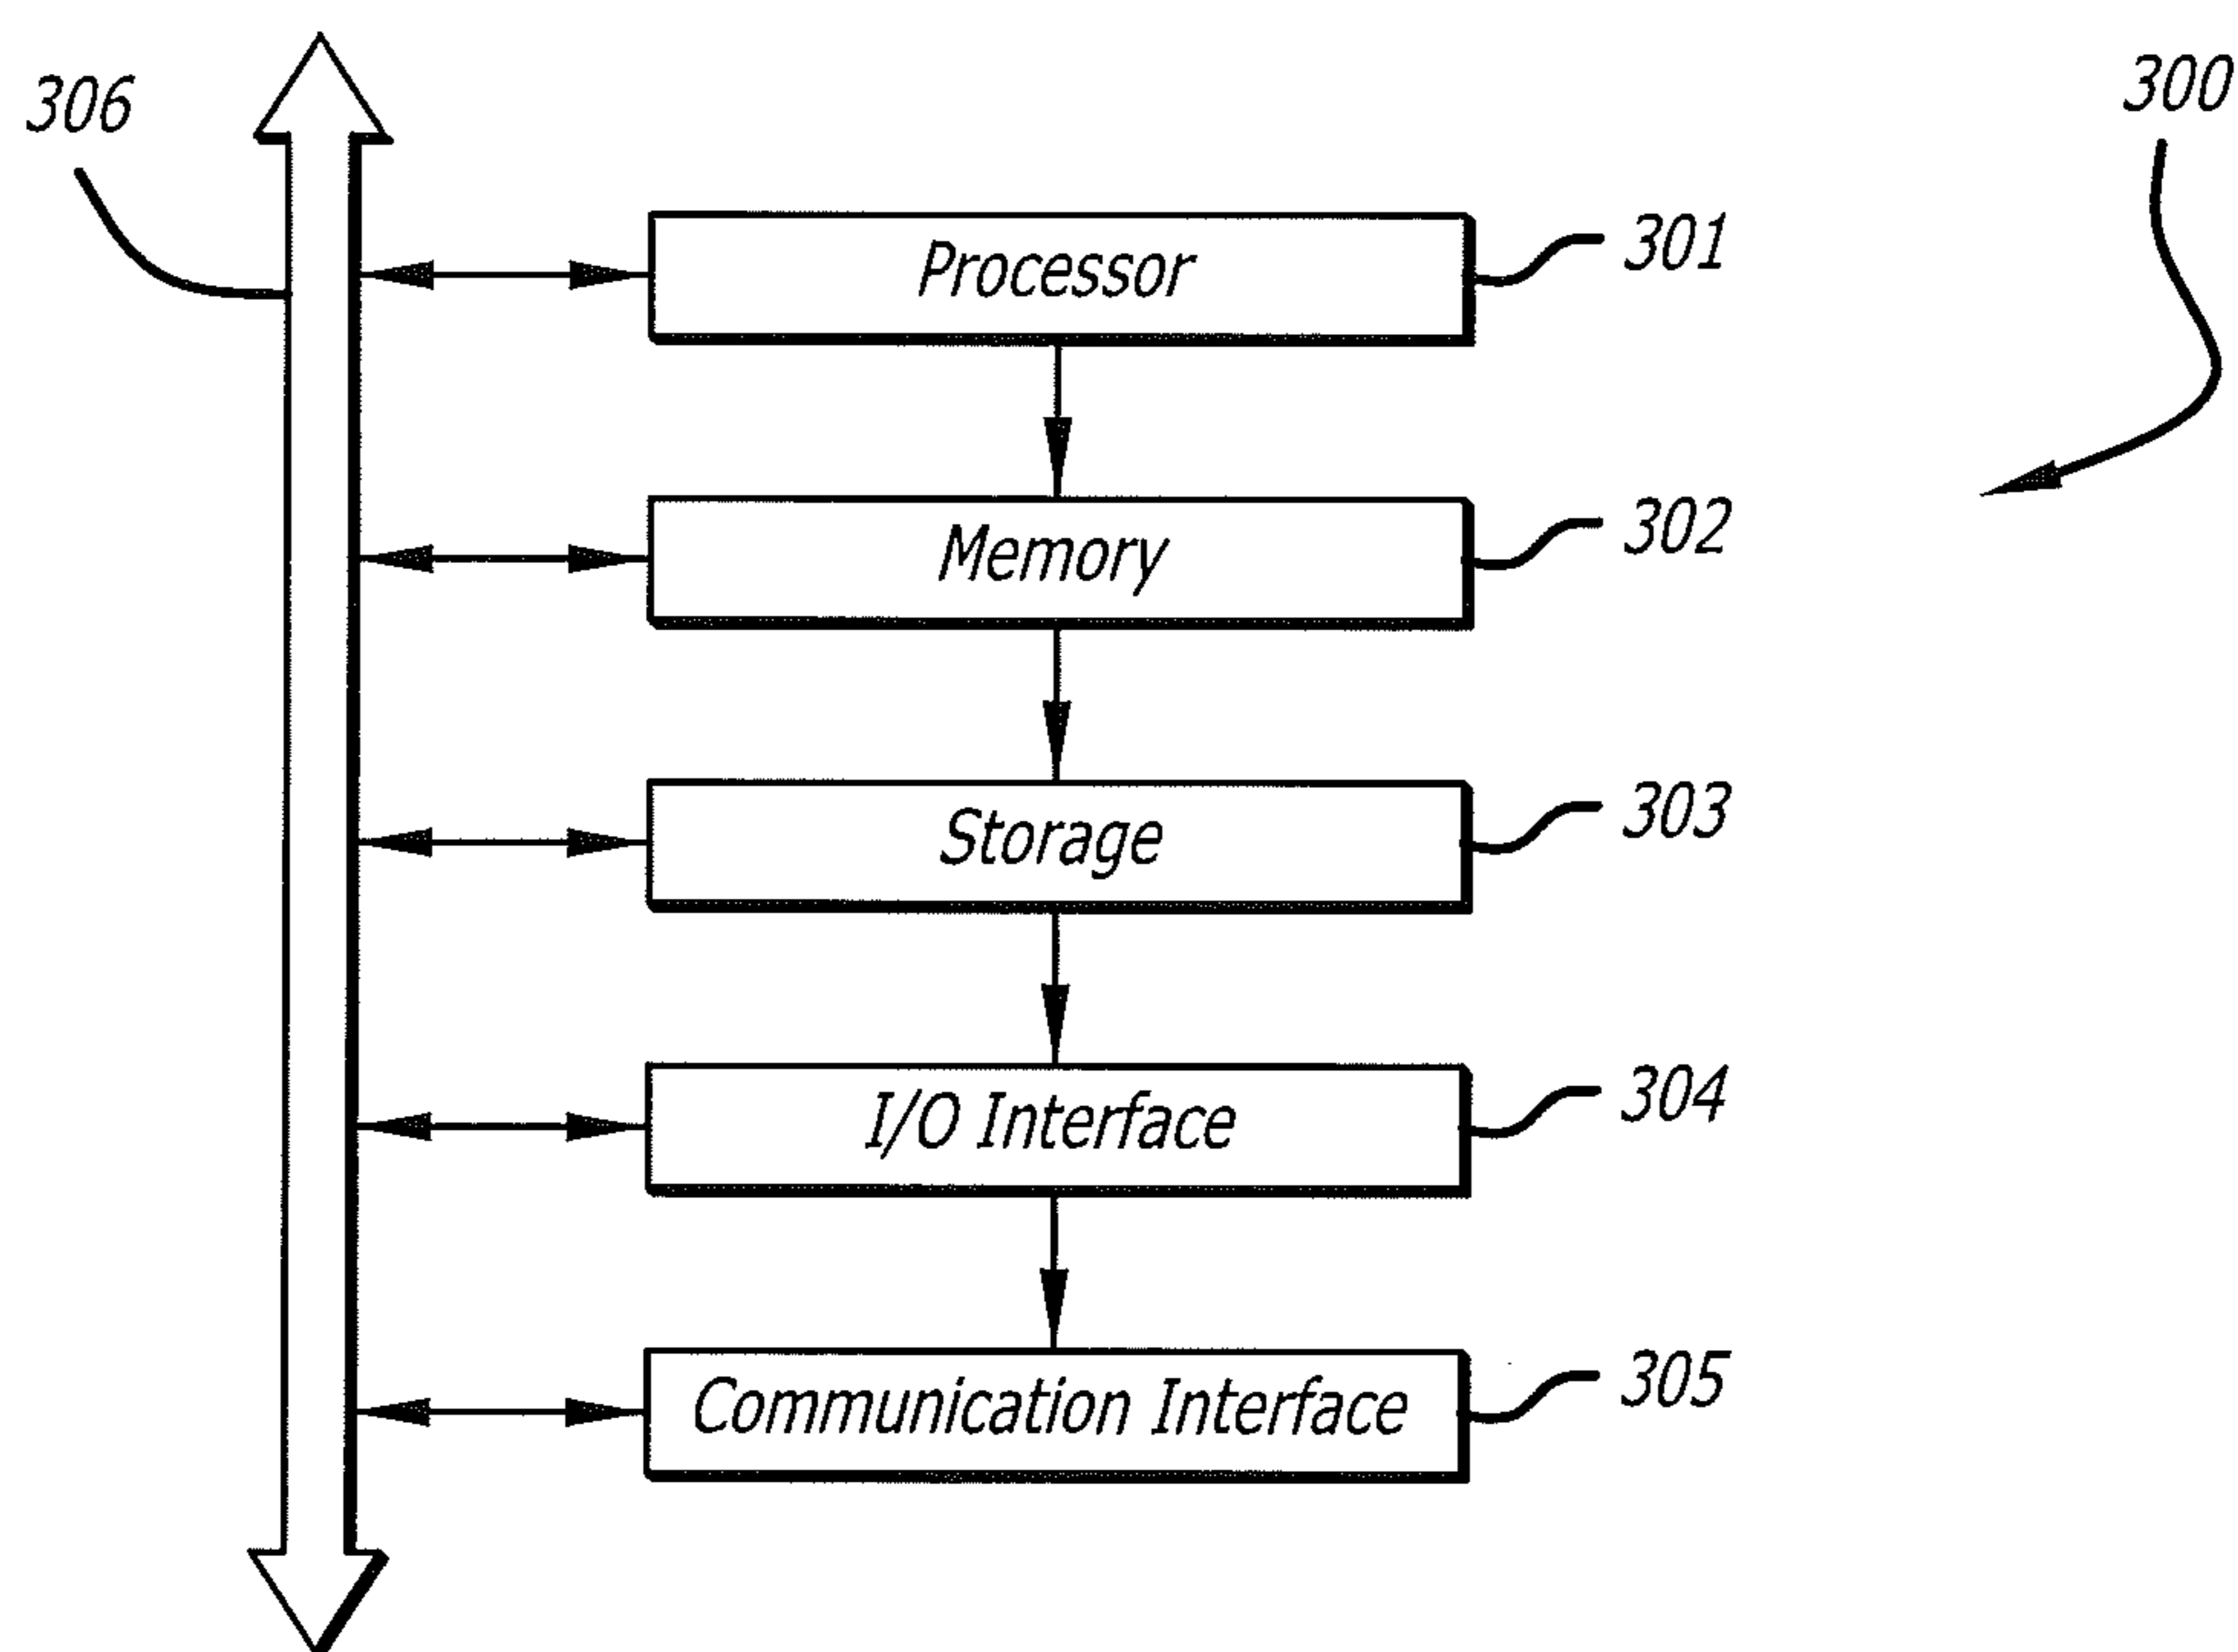 306
300
Processor
301
Memory
302
Storage
303
I/O Interface
304
Communication Interface
305